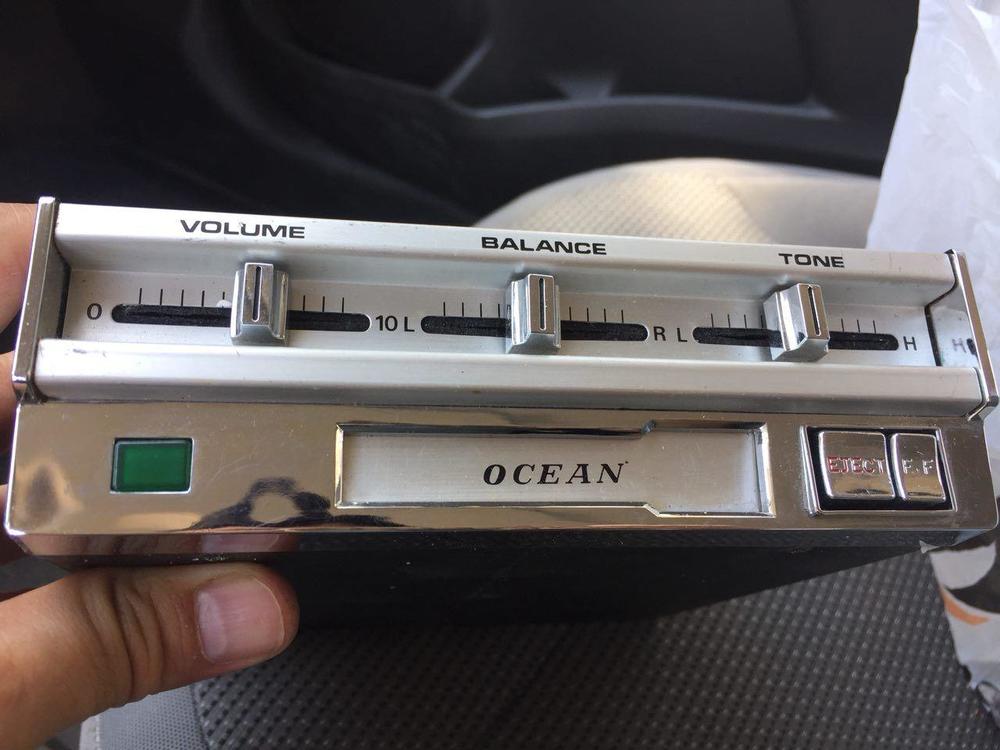 VOLUME BALANCE TONE
0 10 L R L H
OCEAN
EJECT F.F